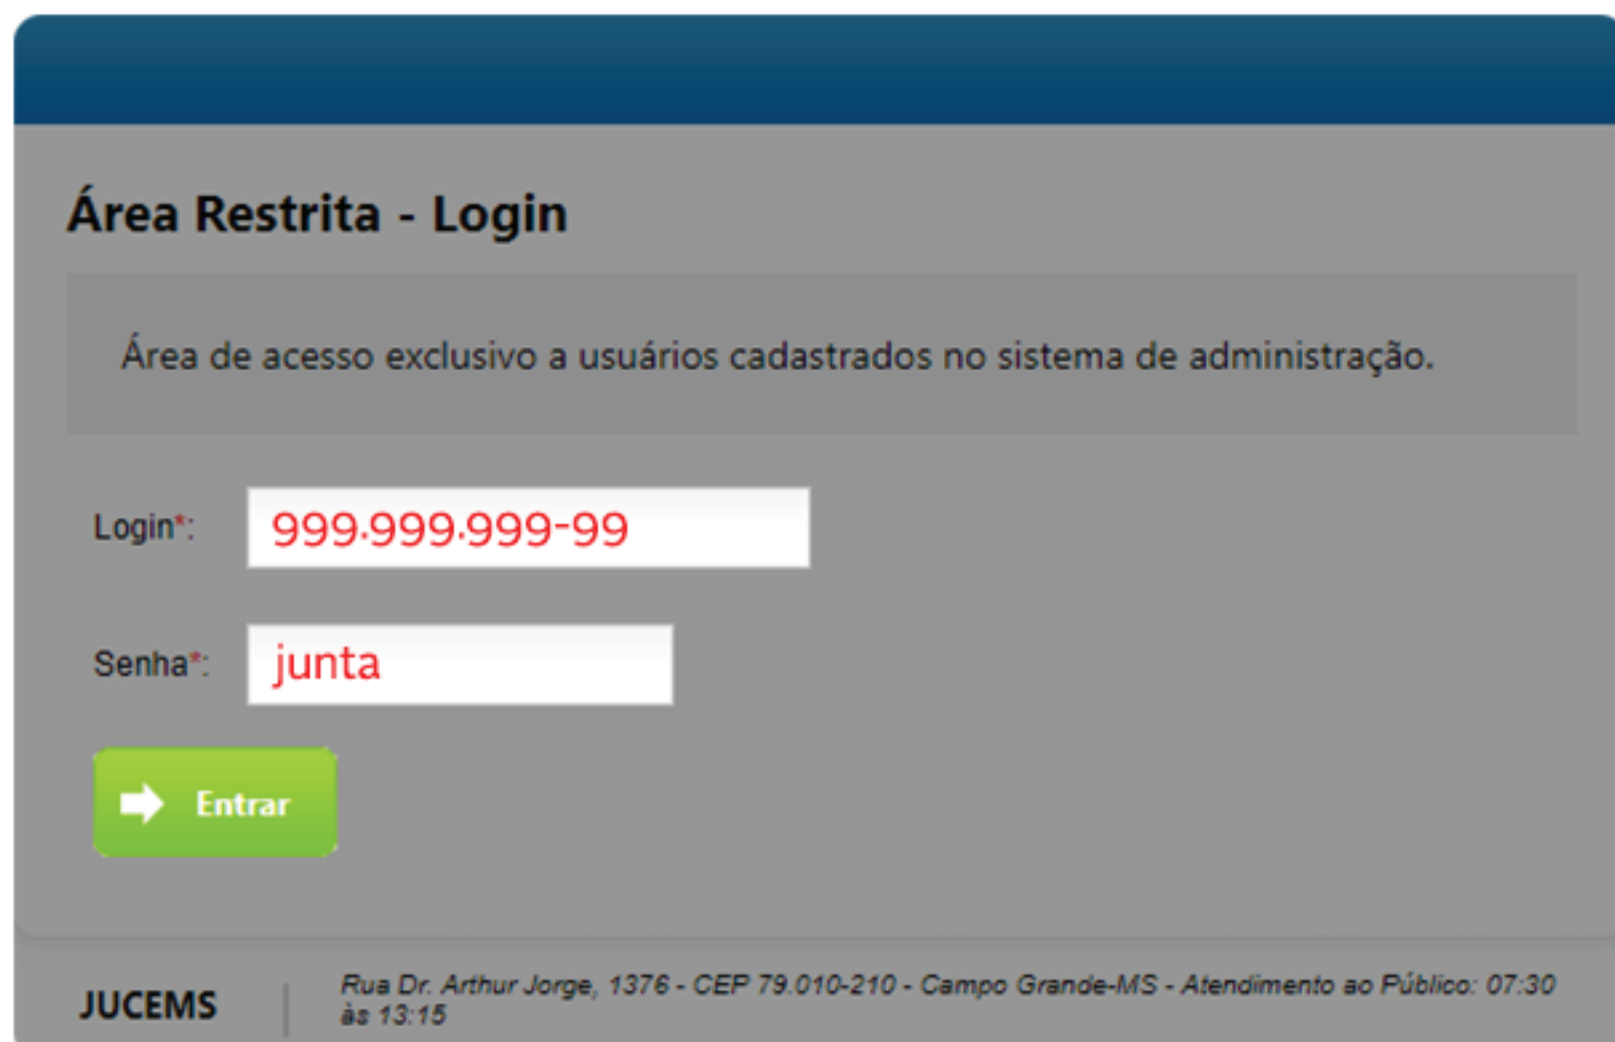 Área Restrita - Login
Área de acesso exclusivo a usuários cadastrados no sistema de administração.
Login*: 999.999.999-99
Senha*: junta
Entrar
JUCEMS
Rua Dr. Arthur Jorge, 1376 - CEP 79.010-210 - Campo Grande-MS - Atendimento ao Público: 07:30
às 13:15